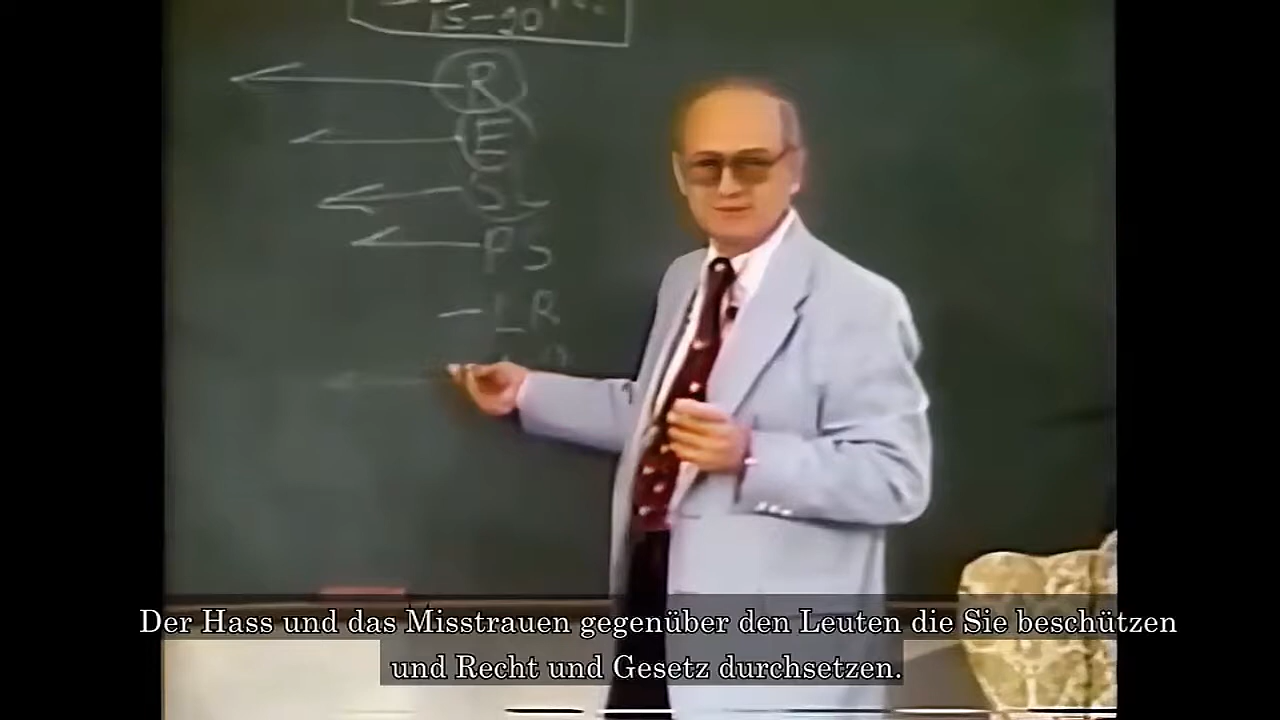 15-20
R
E
SL
PS
LR
Der Hass und das Misstrauen gegenüber den Leuten die Sie beschützen
und Recht und Gesetz durchsetzen.